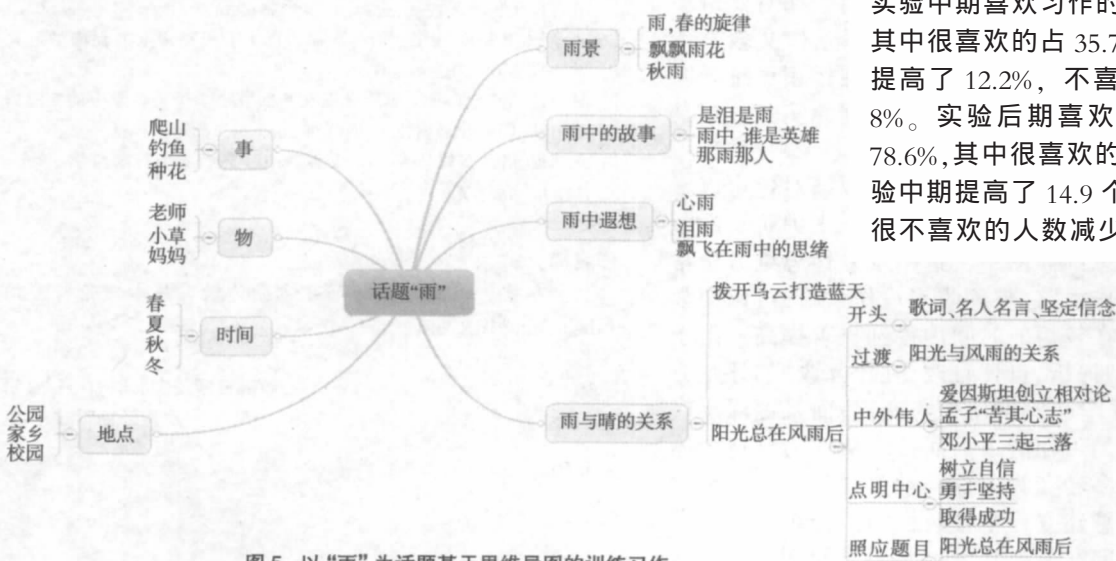 实验中期喜欢习作的
其中很喜欢的占 35.7
提高了 12.2%，不喜
8%。实验后期喜欢
78.6%,其中很喜欢的
验中期提高了 14.9 个
很不喜欢的人数减少
话题“雨”
雨景
雨,春的旋律
飘飘雨花
秋雨
雨中的故事
是泪是雨
雨中,谁是英雄
那雨那人
雨中遐想
心雨
泪雨
飘飞在雨中的思绪
雨与晴的关系
拨开乌云打造蓝天
阳光总在风雨后
开头
歌词、名人名言、坚定信念
过渡
阳光与风雨的关系
中外伟人
爱因斯坦创立相对论
孟子“苦其心志”
邓小平三起三落
点明中心
树立自信
勇于坚持
取得成功
照应题目
阳光总在风雨后
事
爬山
钓鱼
种花
物
老师
小草
妈妈
时间
春
夏
秋
冬
地点
公园
家乡
校园